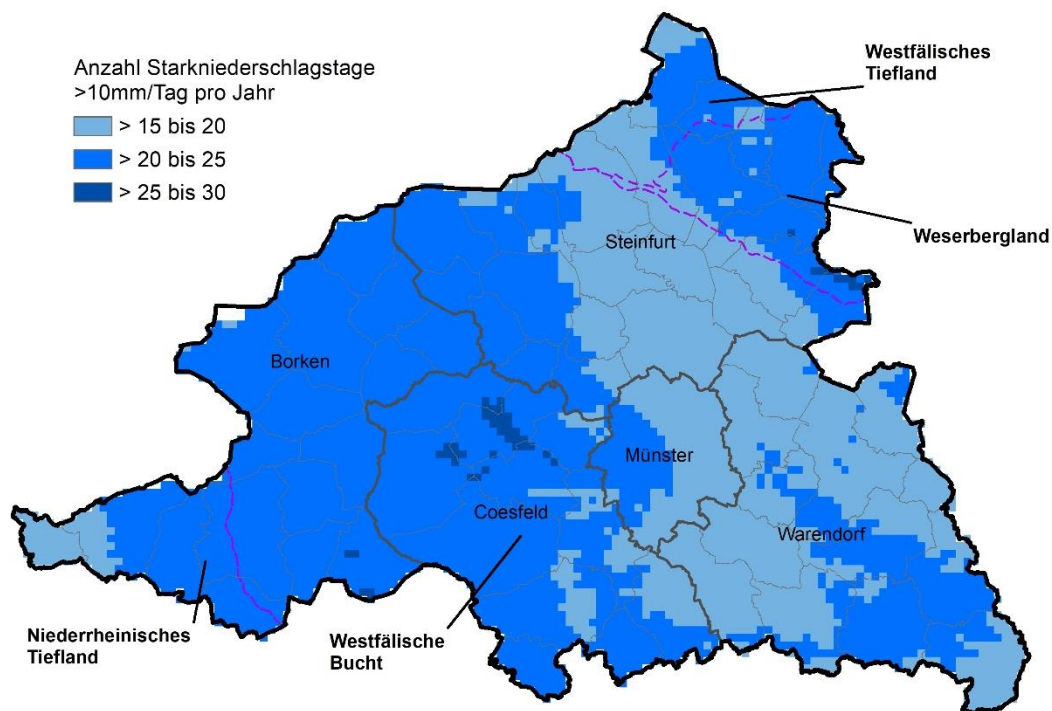 Anzahl Starkniederschlagstage
>10mm/Tag pro Jahr
> 15 bis 20
> 20 bis 25
> 25 bis 30
Westfälisches
Tiefland
Weserbergland
Steinfurt
Borken
Münster
Coesfeld
Warendorf
Niederrheinisches
Tiefland
Westfälische
Bucht